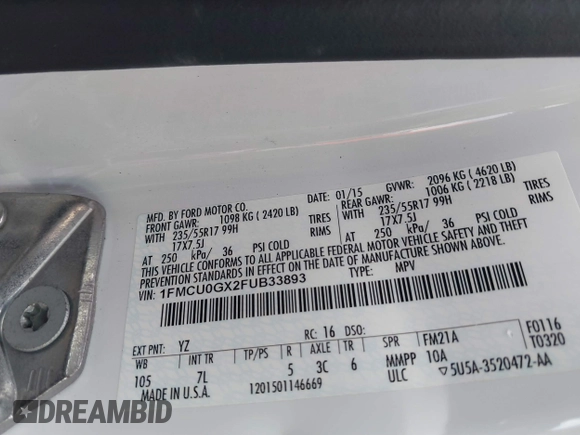 MFD. BY FORD MOTOR CO.
DATE: 01/15 GVWR: 2096 KG ( 4620 LB)
FRONT GAWR: 1098 KG ( 2420 LB)
REAR GAWR: 1006 KG ( 2218 LB)
WITH 235/55R17 99H TIRES
WITH 235/55R17 99H TIRES
17X7.5J RIMS
17X7.5J RIMS
AT 250 kPa/ 36 PSI COLD
AT 250 kPa/ 36 PSI COLD
THIS VEHICLE CONFORMS TO ALL APPLICABLE FEDERAL MOTOR VEHICLE SAFETY AND THEFT
PREVENTION STANDARDS IN EFFECT ON THE DATE OF MANUFACTURE SHOWN ABOVE.
VIN: 1FMCU0GX2FUB33893
TYPE: MPV
F0116
T0320
EXT PNT: YZ RC: 16 DSO:
WB INT TR TP/PS R AXLE TR SPR FM21A
105 7L 5 3C 6 MMPP 10A
MADE IN U.S.A. 1201501146669 ULC ▽5U5A-3520472-AA
DREAMBID